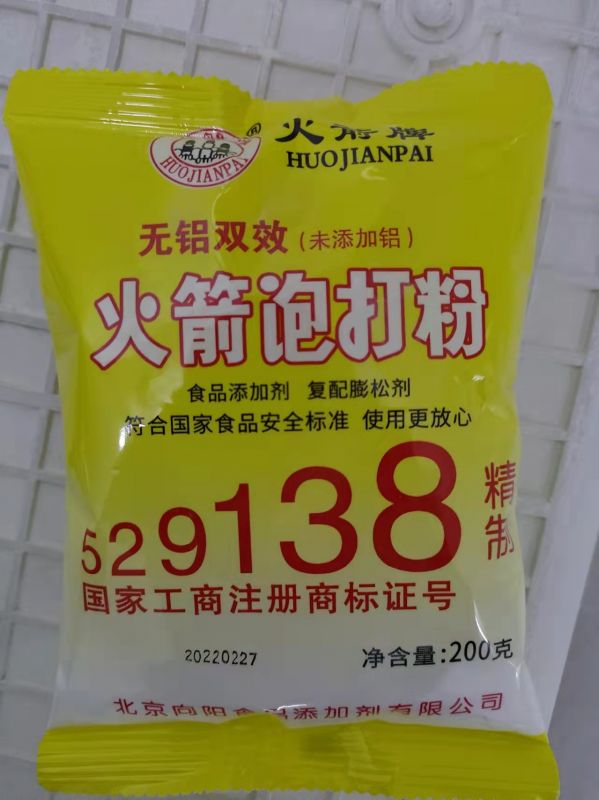 HUOJIANPAI ®
火箭牌
HUOJIANPAI
无铝双效（未添加铝）
火箭泡打粉
食品添加剂 复配膨松剂
符合国家食品安全标准 使用更放心
529138 精制
国家工商注册商标证号
20220227 净含量:200克
北京向阳食品添加剂有限公司